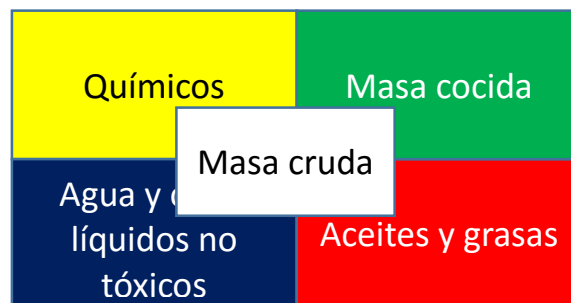 Químicos
Masa cocida
Masa cruda
Agua y
líquidos no
tóxicos
Aceites y grasas